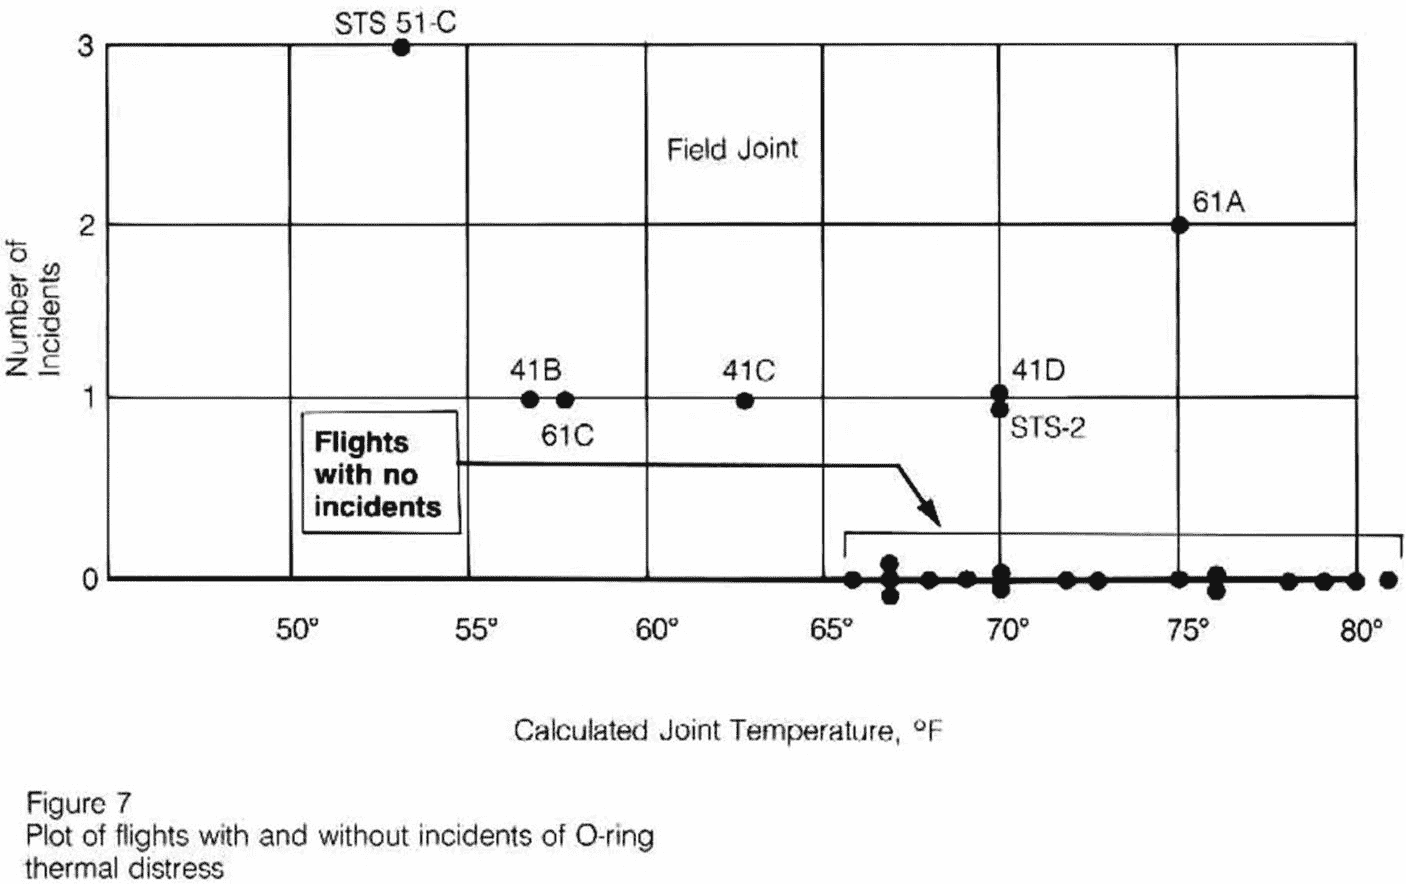 STS 51-C
3
Field Joint
61A
2
Number of
Incidents
41B
41C
41D
1
61C
STS-2
Flights
with no
incidents
0
50° 55° 60° 65° 70° 75° 80°
Calculated Joint Temperature, °F
Figure 7
Plot of flights with and without incidents of O-ring
thermal distress